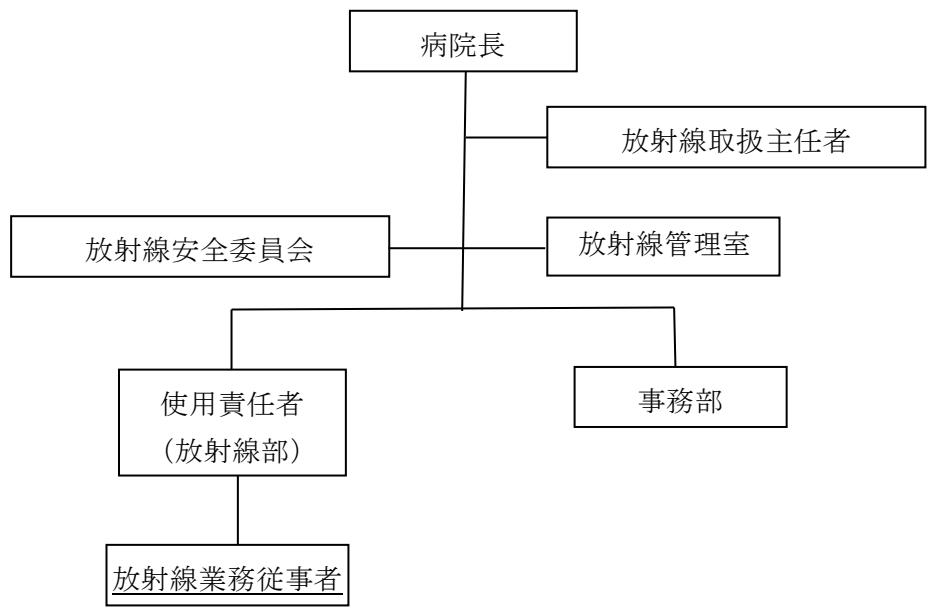 病院長
放射線取扱主任者
放射線安全委員会
放射線管理室
使用責任者
（放射線部）
事務部
放射線業務従事者